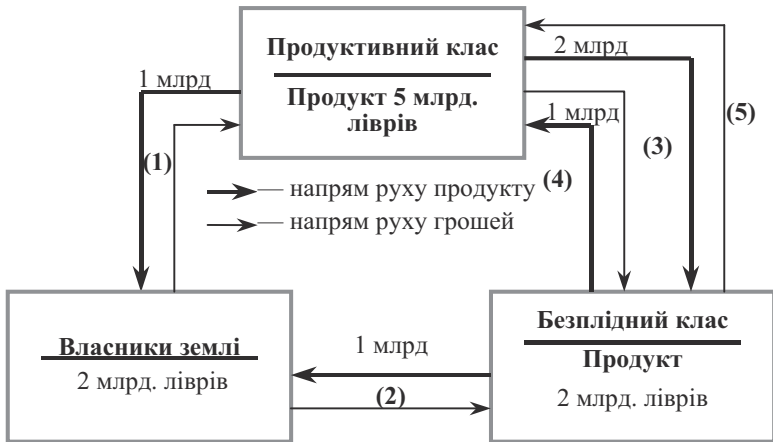 Продуктивний клас
Продукт 5 млрд.
ліврів
1 млрд
2 млрд
1 млрд
(1)
(3)
(5)
(4)
— напрям руху продукту
— напрям руху грошей
Власники землі
2 млрд. ліврів
1 млрд
(2)
Безплідний клас
Продукт
2 млрд. ліврів